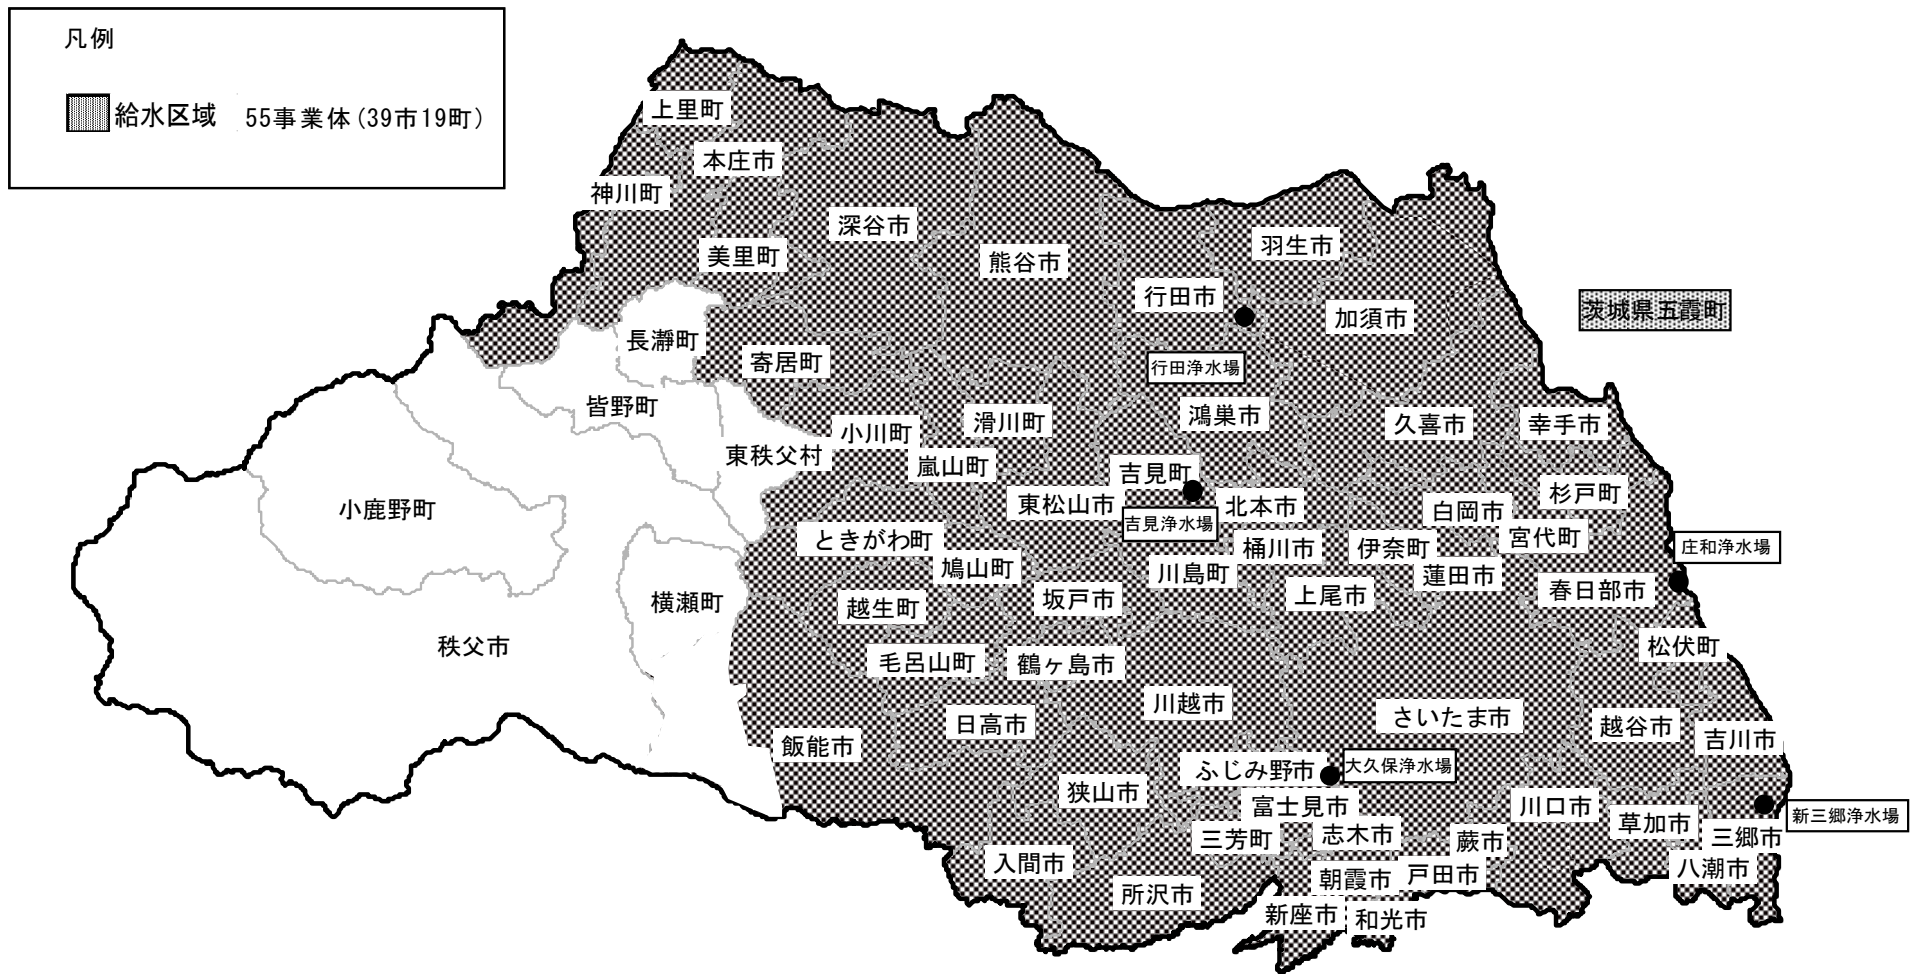 凡例
給水区域 55事業体(39市19町)
上里町
本庄市
神川町
深谷市
美里町
熊谷市
羽生市
行田市
加須市
茨城県五霞町
長瀞町
寄居町
行田浄水場
皆野町
滑川町
鴻巣市
久喜市
幸手市
小川町
東秩父村
嵐山町
吉見町
小鹿野町
東松山市
吉見浄水場
北本市
白岡市
杉戸町
ときがわ町
桶川市
伊奈町
宮代町
庄和浄水場
鳩山町
川島町
蓮田市
横瀬町
越生町
坂戸市
上尾市
春日部市
秩父市
毛呂山町
鶴ヶ島市
松伏町
川越市
日高市
さいたま市
越谷市
吉川市
飯能市
ふじみ野市
大久保浄水場
狭山市
富士見市
川口市
新三郷浄水場
三芳町
志木市
蕨市
草加市
三郷市
入間市
所沢市
朝霞市
戸田市
八潮市
新座市
和光市